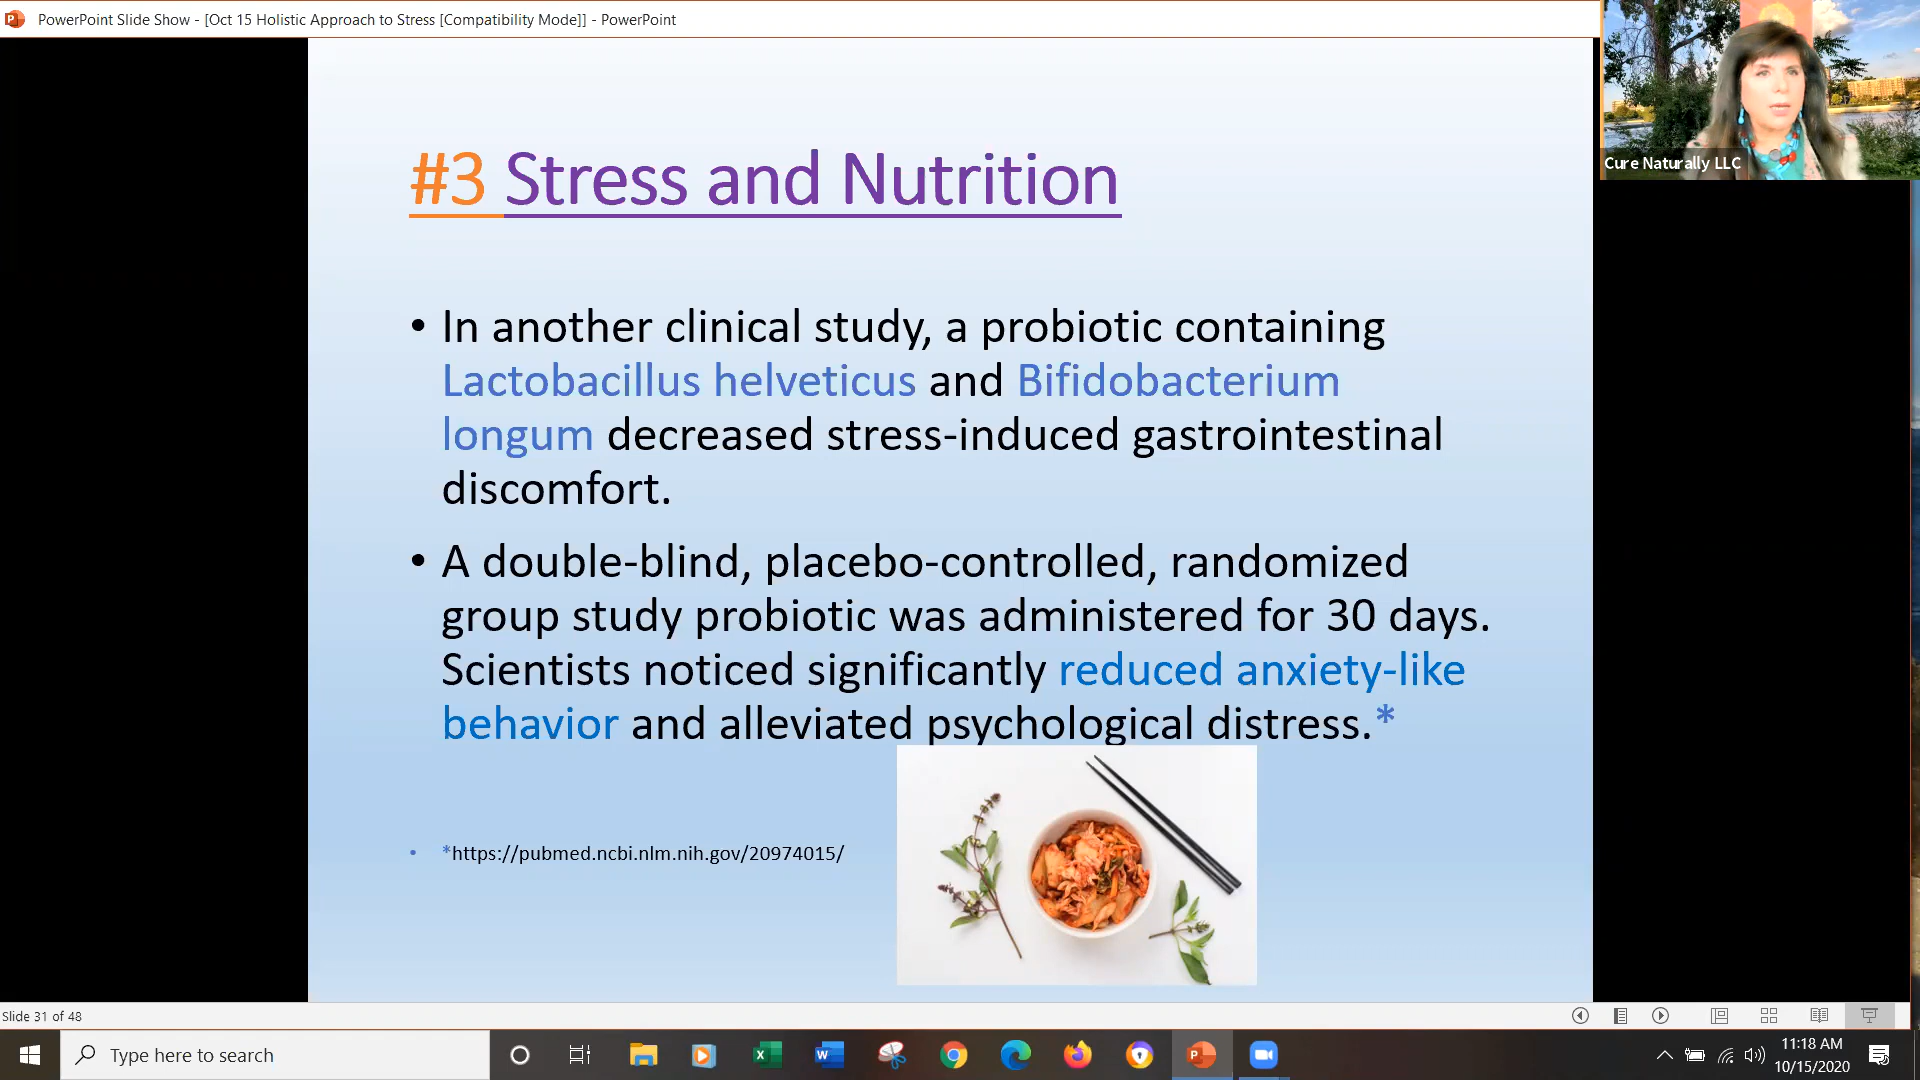 PowerPoint Slide Show - [Oct 15 Holistic Approach to Stress [Compatibility Mode]] - PowerPoint
Cure Naturally LLC
#3 Stress and Nutrition
• In another clinical study, a probiotic containing
Lactobacillus helveticus and Bifidobacterium
longum decreased stress-induced gastrointestinal
discomfort.
• A double-blind, placebo-controlled, randomized
group study probiotic was administered for 30 days.
Scientists noticed significantly reduced anxiety-like
behavior and alleviated psychological distress.*
• *https://pubmed.ncbi.nlm.nih.gov/20974015/
Slide 31 of 48
Type here to search
11:18 AM
10/15/2020